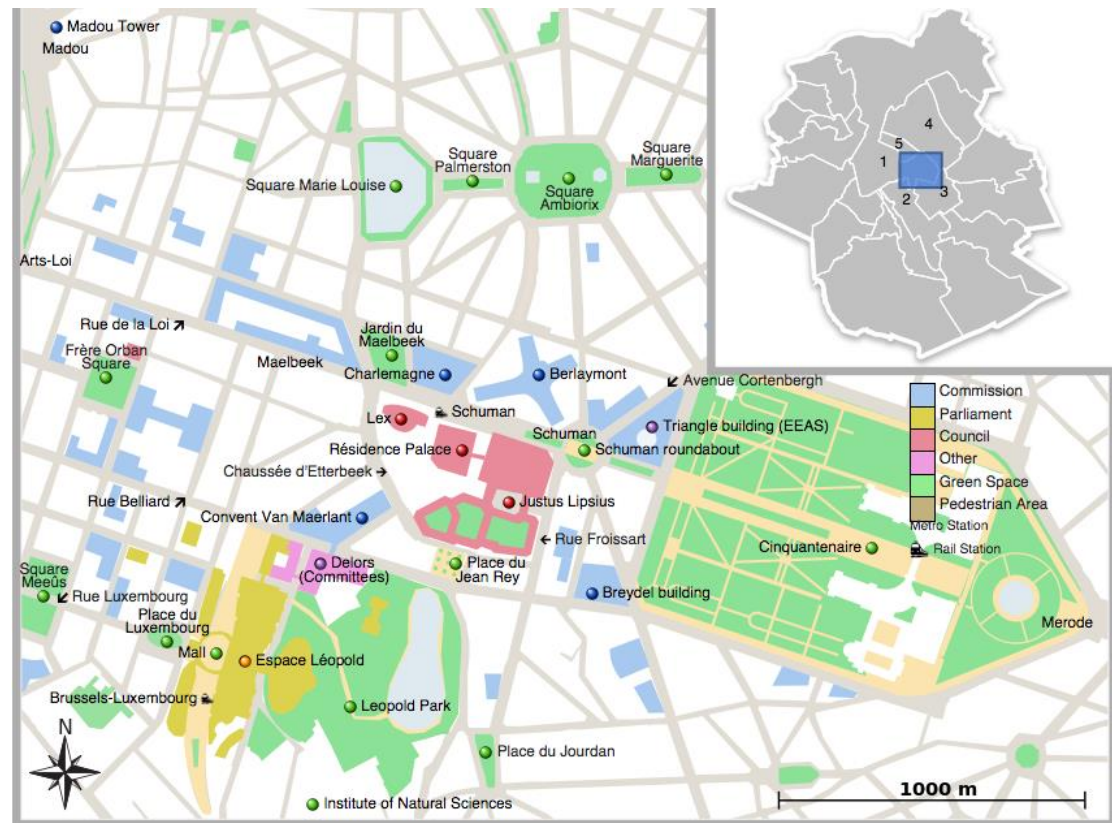 Madou Tower
Madou
4
5
1
3
2
Square
Palmerston
Square
Marguerite
Square Marie Louise
Square
Ambiorix
Arts-Loi
Rue de la Loi ↗
Jardin du
Maelbeek
Frère Orban
Square
Maelbeek
Charlemagne
Berlaymont
↙ Avenue Cortenbergh
Commission
Parliament
Council
Other
Green Space
Pedestrian Area
Metro Station
Rail Station
Lex
Schuman
Triangle building (EEAS)
Schuman
Résidence Palace
Schuman roundabout
Chaussée d'Etterbeek →
Rue Belliard ↗
Justus Lipsius
Convent Van Maerlant
← Rue Froissart
Cinquantenaire
Delors
(Committees)
Place du
Jean Rey
Square
Meeûs
↙ Rue Luxembourg
Breydel building
Place du
Luxembourg
Merode
Mall
Espace Léopold
Brussels-Luxembourg
Leopold Park
N
Place du Jourdan
1000 m
Institute of Natural Sciences